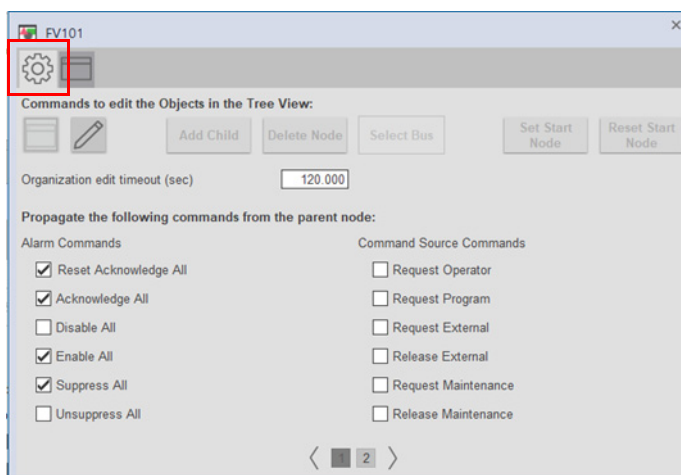 FV101
Commands to edit the Objects in the Tree View:
Add Child Delete Node Select Bus Set Start Node Reset Start Node
Organization edit timeout (sec) 120.000
Propagate the following commands from the parent node:
Alarm Commands Command Source Commands
Reset Acknowledge All Request Operator
Acknowledge All Request Program
Disable All Request External
Enable All Release External
Suppress All Request Maintenance
Unsuppress All Release Maintenance
1 2